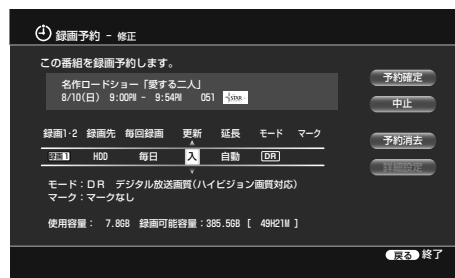 録画予約 - 修正
この番組を録画予約します。
名作ロードショー「愛する二人」
8/10(日) 9:00PM - 9:54PM 051 STAR
予約確定
中止
予約消去
詳細設定
録画1·2 録画先 毎回録画 更新 延長 モード マーク
録画1 HDD 毎日 入 自動 DR
モード:DR デジタル放送画質(ハイビジョン画質対応)
マーク:マークなし
使用容量: 7.8GB 録画可能容量:385.5GB [ 49H21M ]
戻る 終了